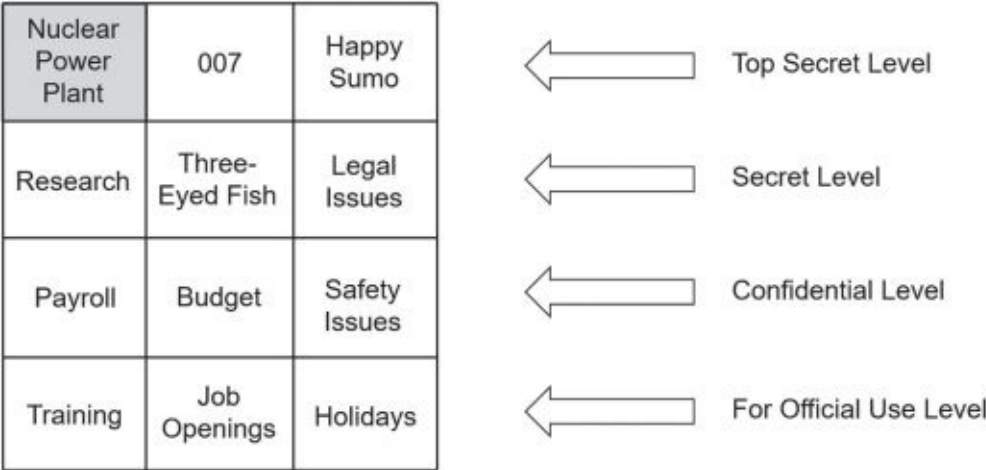 Nuclear
Power
Plant
007
Happy
Sumo
Top Secret Level
Research
Three-
Eyed Fish
Legal
Issues
Secret Level
Payroll
Budget
Safety
Issues
Confidential Level
Training
Job
Openings
Holidays
For Official Use Level